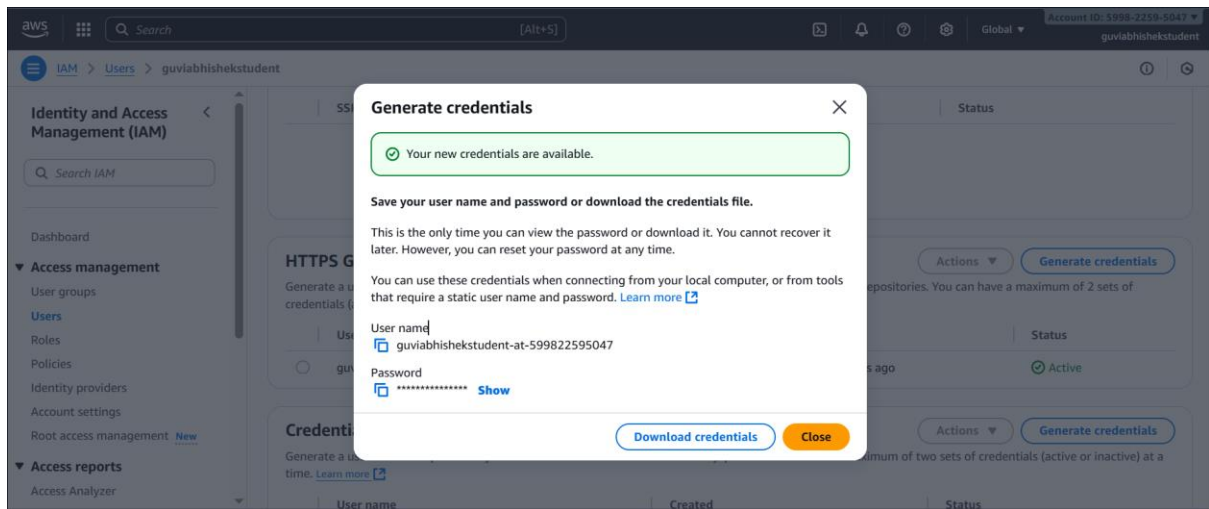 aws
Search
[Alt+S]
Global
Account ID: 5998-2259-5047
guviabhishekstudent
IAM > Users > guviabhishekstudent
Identity and Access
Management (IAM)
Search IAM
Dashboard
Access management
User groups
Users
Roles
Policies
Identity providers
Account settings
Root access management New
Access reports
Access Analyzer
Status
Generate credentials
Your new credentials are available.
Save your user name and password or download the credentials file.
This is the only time you can view the password or download it. You cannot recover it
later. However, you can reset your password at any time.
You can use these credentials when connecting from your local computer, or from tools
that require a static user name and password. Learn more
User name
guviabhishekstudent-at-599822595047
Password
*************** Show
Download credentials
Close
HTTPS G
Actions
Generate credentials
Generate a u
epositories. You can have a maximum of 2 sets of
credentials (a
Status
s ago
Active
Credenti
Actions
Generate credentials
Generate a us
ximum of two sets of credentials (active or inactive) at a
time. Learn more
User name
Created
Status